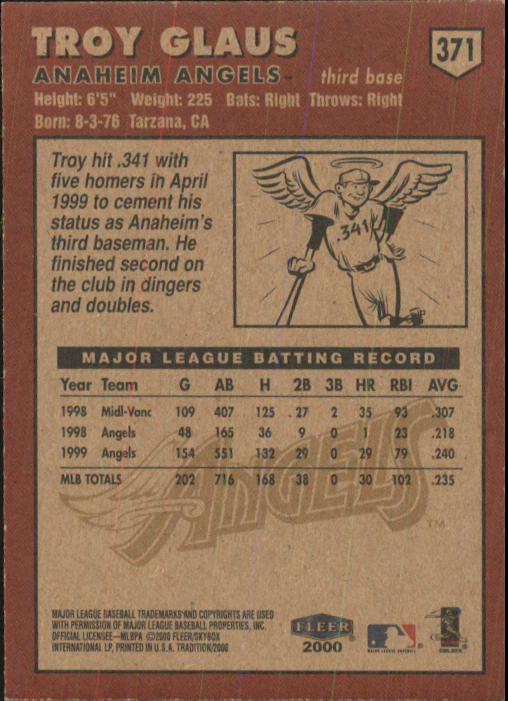 TROY GLAUS
371
ANAHEIM ANGELS™ third base
Height: 6'5" Weight: 225 Bats: Right Throws: Right
Born: 8-3-76 Tarzana, CA
Troy hit .341 with
five homers in April
1999 to cement his
status as Anaheim's
third baseman. He
finished second on
the club in dingers
and doubles.
.341
MAJOR LEAGUE BATTING RECORD
Year Team G AB H 2B 3B HR RBI AVG
1998 Midl-Vanc 109 407 125 27 2 35 93 .307
1998 Angels 48 165 36 9 0 1 23 .218
1999 Angels 154 551 132 29 0 29 79 .240
MLB TOTALS 202 716 168 38 0 30 102 .235
ANGELS
TM
MAJOR LEAGUE BASEBALL TRADEMARKS AND COPYRIGHTS ARE USED
WITH PERMISSION OF MAJOR LEAGUE BASEBALL PROPERTIES, INC.
OFFICIAL LICENSEE—MLBPA ©2000 FLEER/SKYBOX
INTERNATIONAL LP, PRINTED IN U.S.A. TRADITION/2000
FLEER
2000
MAJOR LEAGUE BASEBALL